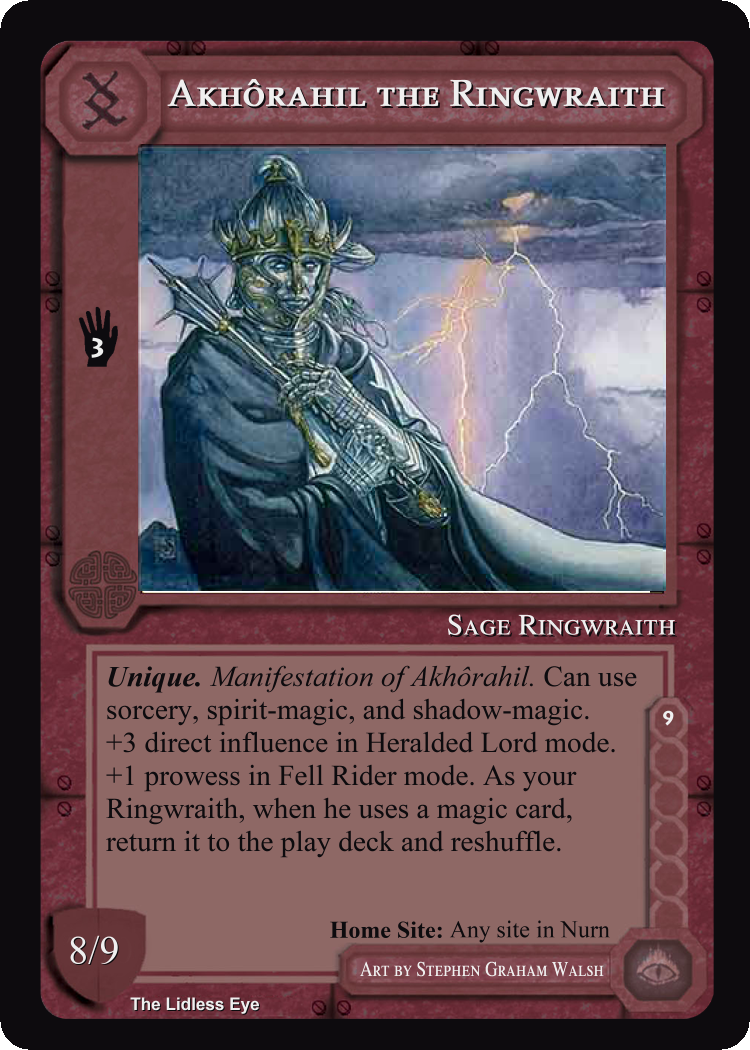 Akhôrahil the Ringwraith
3
Sage Ringwraith
Unique. Manifestation of Akhôrahil. Can use
sorcery, spirit-magic, and shadow-magic.
+3 direct influence in Heralded Lord mode.
+1 prowess in Fell Rider mode. As your
Ringwraith, when he uses a magic card,
return it to the play deck and reshuffle.
9
Home Site: Any site in Nurn
8/9
Art by Stephen Graham Walsh
The Lidless Eye